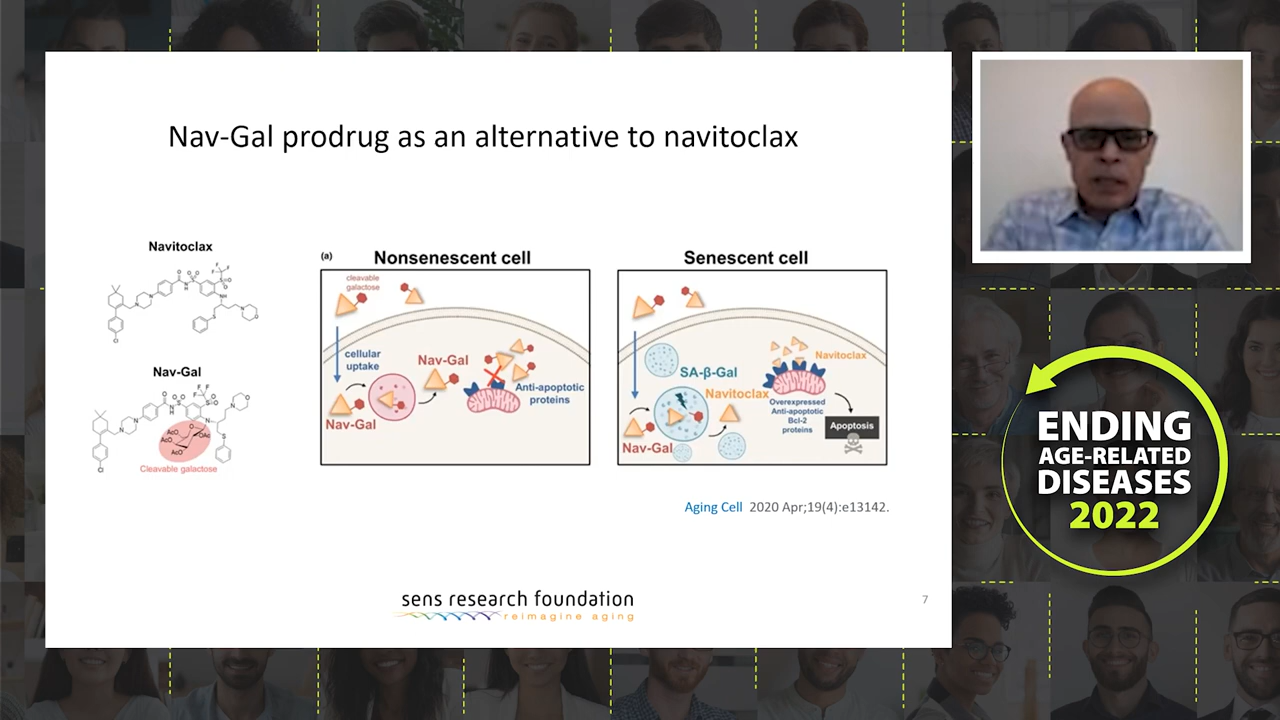 Nav-Gal prodrug as an alternative to navitoclax
Navitoclax
Nav-Gal
AcO
OAc
AcO
AcO
Cleavable galactose
(a)
Nonsenescent cell
cleavable
galactose
cellular
uptake
Nav-Gal
Nav-Gal
Anti-apoptotic
proteins
Senescent cell
SA-β-Gal
Navitoclax
Nav-Gal
Navitoclax
Overexpressed
Anti-apoptotic
Bcl-2
proteins
Apoptosis
Aging Cell 2020 Apr;19(4):e13142.
sens research foundation
reimagine aging
7
ENDING
AGE-RELATED
DISEASES
2022